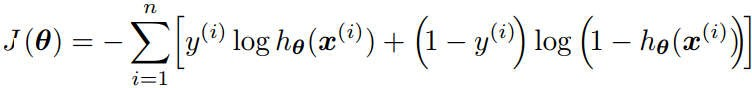 J(θ) = − ∑_{i=1}^{n} [ y^{(i)} log h_θ(x^{(i)}) + (1 − y^{(i)}) log (1 − h_θ(x^{(i)})) ]